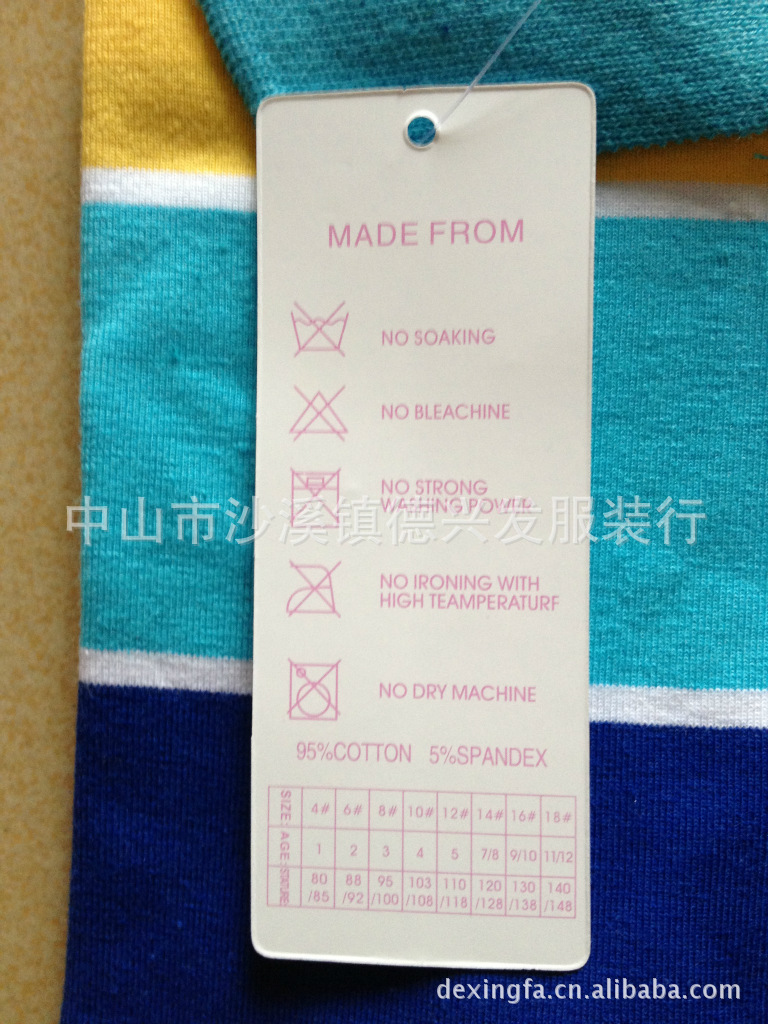 MADE FROM
NO SOAKING
NO BLEACHINE
NO STRONG
WASHING POWER
中山市沙溪镇德兴发服装行
NO IRONING WITH
HIGH TEAMPERATURF
NO DRY MACHINE
95%COTTON 5%SPANDEX
SIZE: 4# 6# 8# 10# 12# 14# 16# 18#
AGE: 1 2 3 4 5 7/8 9/10 11/12
STATURE: 80/85 88/92 95/100 103/108 110/118 120/128 130/138 140/148
dexingfa.cn.alibaba.com